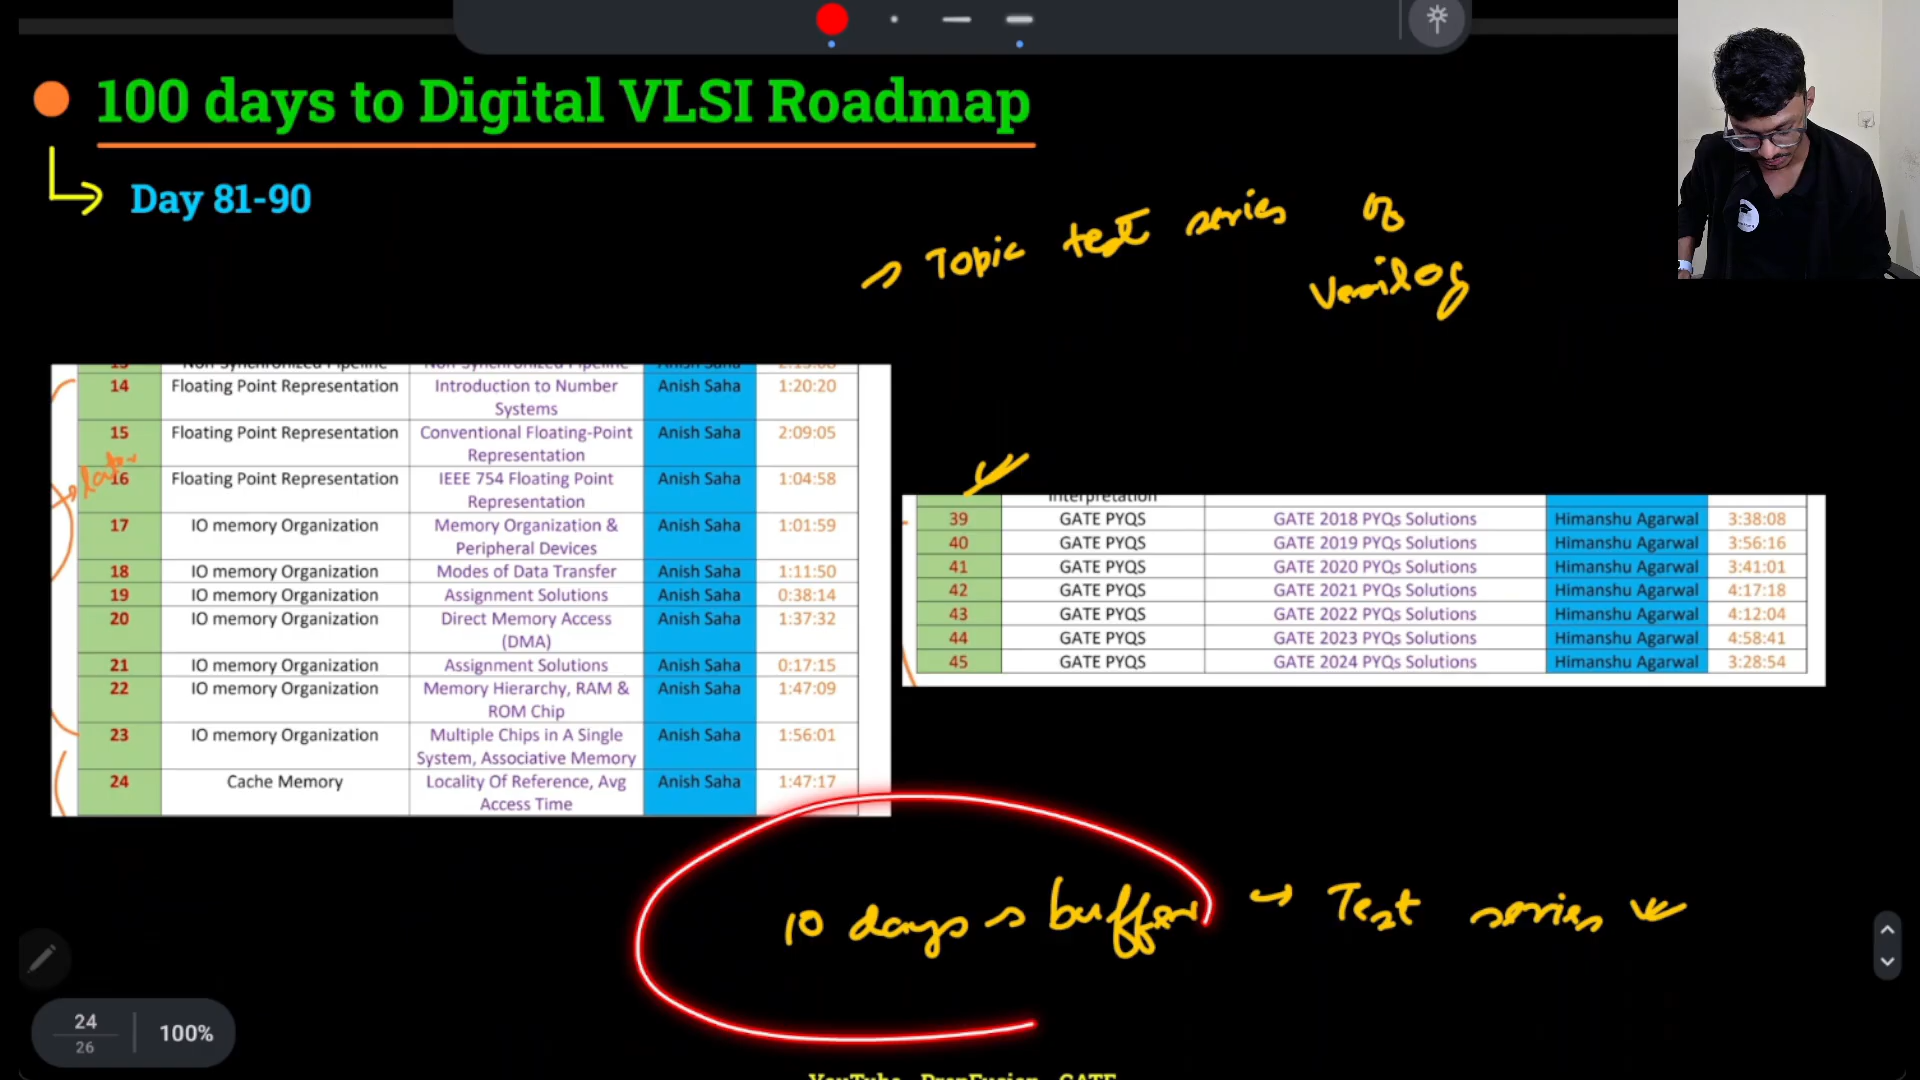 100 days to Digital VLSI Roadmap
Day 81-90
Topic test series of
Verilog
13 Non-Synchronized Pipeline Non-Synchronized Pipeline Anish Saha
14 Floating Point Representation Introduction to Number Systems Anish Saha 1:20:20
15 Floating Point Representation Conventional Floating-Point Representation Anish Saha 2:09:05
16 Floating Point Representation IEEE 754 Floating Point Representation Anish Saha 1:04:58
17 IO memory Organization Memory Organization & Peripheral Devices Anish Saha 1:01:59
18 IO memory Organization Modes of Data Transfer Anish Saha 1:11:50
19 IO memory Organization Assignment Solutions Anish Saha 0:38:14
20 IO memory Organization Direct Memory Access (DMA) Anish Saha 1:37:32
21 IO memory Organization Assignment Solutions Anish Saha 0:17:15
22 IO memory Organization Memory Hierarchy, RAM & ROM Chip Anish Saha 1:47:09
23 IO memory Organization Multiple Chips in A Single System, Associative Memory Anish Saha 1:56:01
24 Cache Memory Locality Of Reference, Avg Access Time Anish Saha 1:47:17
Interpretation
39 GATE PYQS GATE 2018 PYQs Solutions Himanshu Agarwal 3:38:08
40 GATE PYQS GATE 2019 PYQs Solutions Himanshu Agarwal 3:56:16
41 GATE PYQS GATE 2020 PYQs Solutions Himanshu Agarwal 3:41:01
42 GATE PYQS GATE 2021 PYQs Solutions Himanshu Agarwal 4:17:18
43 GATE PYQS GATE 2022 PYQs Solutions Himanshu Agarwal 4:12:04
44 GATE PYQS GATE 2023 PYQs Solutions Himanshu Agarwal 4:58:41
45 GATE PYQS GATE 2024 PYQs Solutions Himanshu Agarwal 3:28:54
10 days → buffer → Test series
24
26
100%
YouTube - PrepFusion - GATE